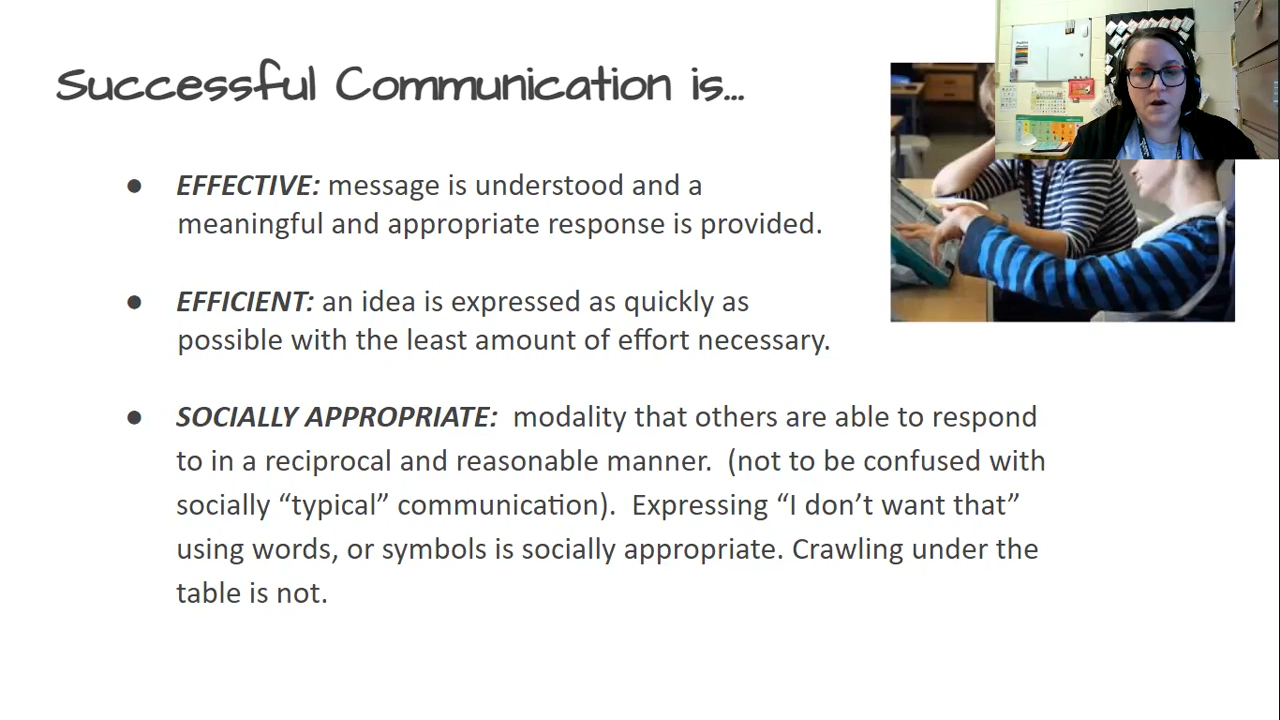 Successful Communication is...
● EFFECTIVE: message is understood and a
meaningful and appropriate response is provided.
● EFFICIENT: an idea is expressed as quickly as
possible with the least amount of effort necessary.
● SOCIALLY APPROPRIATE:  modality that others are able to respond
to in a reciprocal and reasonable manner.  (not to be confused with
socially “typical” communication).  Expressing “I don’t want that”
using words, or symbols is socially appropriate. Crawling under the
table is not.